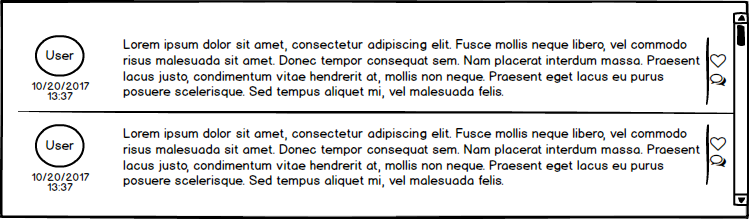 User
10/20/2017
13:37
Lorem ipsum dolor sit amet, consectetur adipiscing elit. Fusce mollis neque libero, vel commodo
risus malesuada sit amet. Donec tempor consequat sem. Nam placerat interdum massa. Praesent
lacus justo, condimentum vitae hendrerit at, mollis non neque. Praesent eget lacus eu purus
posuere scelerisque. Sed tempus aliquet mi, vel malesuada felis.
User
10/20/2017
13:37
Lorem ipsum dolor sit amet, consectetur adipiscing elit. Fusce mollis neque libero, vel commodo
risus malesuada sit amet. Donec tempor consequat sem. Nam placerat interdum massa. Praesent
lacus justo, condimentum vitae hendrerit at, mollis non neque. Praesent eget lacus eu purus
posuere scelerisque. Sed tempus aliquet mi, vel malesuada felis.